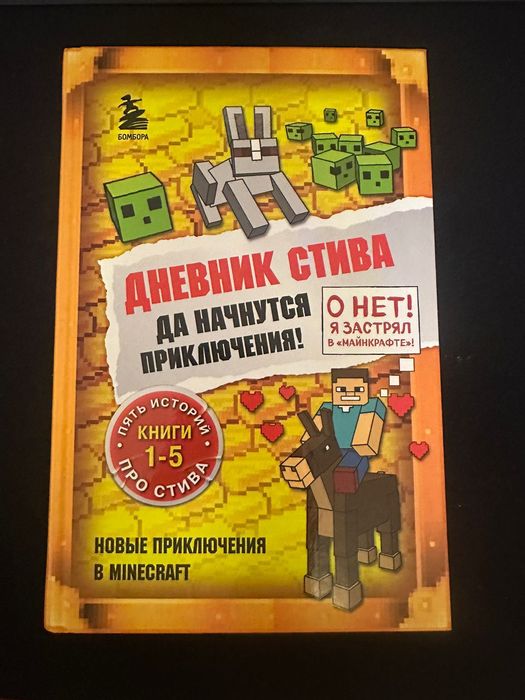 БОМБОРА
ДНЕВНИК СТИВА
ДА НАЧНУТСЯ
ПРИКЛЮЧЕНИЯ!
О НЕТ!
Я ЗАСТРЯЛ
В «МАЙНКРАФТЕ»!
ПЯТЬ ИСТОРИЙ
КНИГИ
1-5
ПРО СТИВА
НОВЫЕ ПРИКЛЮЧЕНИЯ
В MINECRAFT